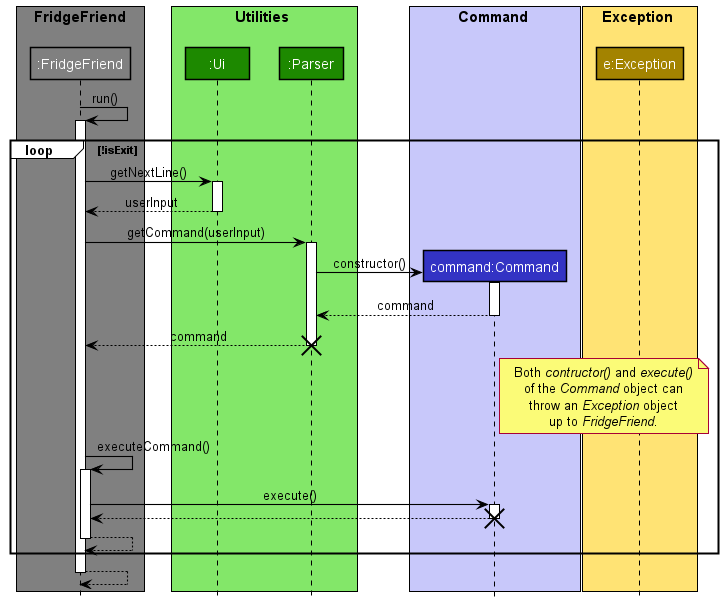 FridgeFriend
Utilities
Command
Exception
:FridgeFriend
:Ui
:Parser
e:Exception
run()
loop
[!isExit]
getNextLine()
userInput
getCommand(userInput)
constructor()
command:Command
command
command
Both contructor() and execute()
of the Command object can
throw an Exception object
up to FridgeFriend.
executeCommand()
execute()